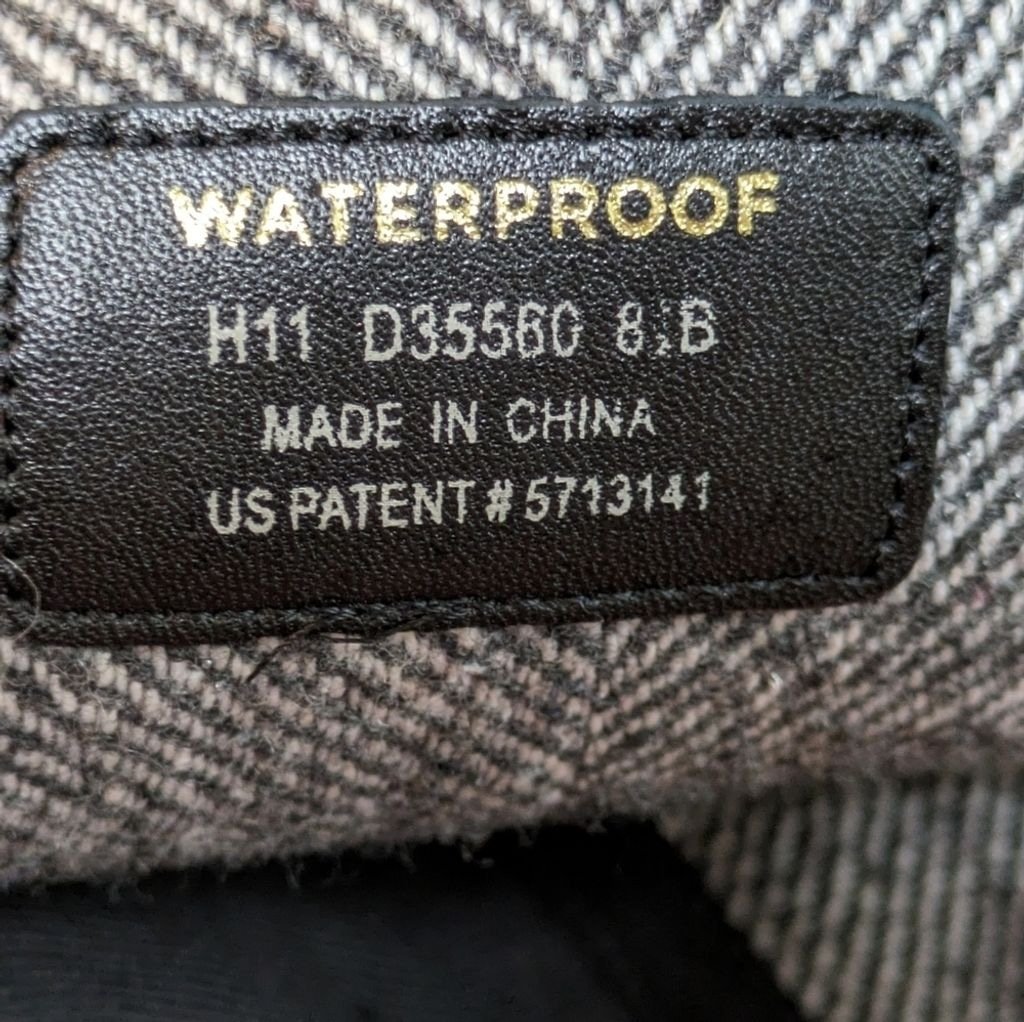 WATERPROOF
H11 D35560 8½B
MADE IN CHINA
US PATENT #5713141